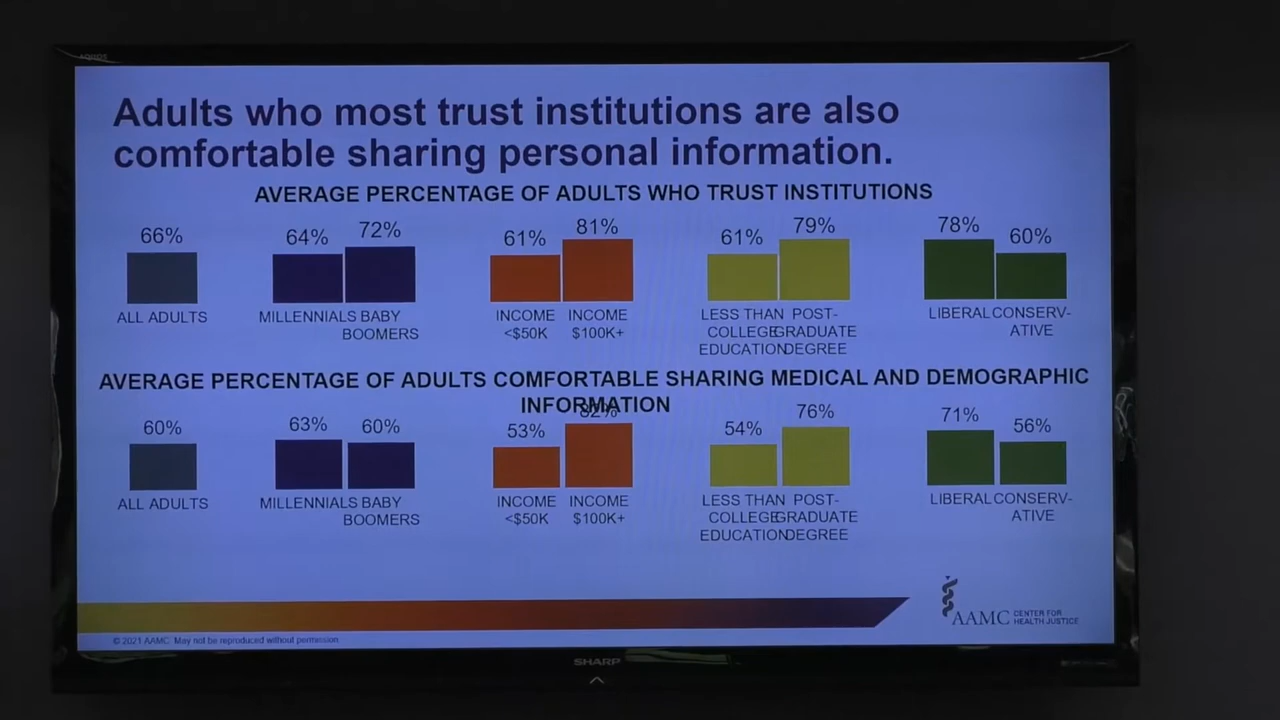 Adults who most trust institutions are also
comfortable sharing personal information.
AVERAGE PERCENTAGE OF ADULTS WHO TRUST INSTITUTIONS
66% 64% 72% 61% 81% 61% 79% 78% 60%
ALL ADULTS MILLENNIALS BABY INCOME INCOME LESS THAN POST- LIBERAL CONSERV-
BOOMERS <$50K $100K+ COLLEGE GRADUATE ATIVE
EDUCATION DEGREE
AVERAGE PERCENTAGE OF ADULTS COMFORTABLE SHARING MEDICAL AND DEMOGRAPHIC
INFORMATION
60% 63% 60% 53% 82% 54% 76% 71% 56%
ALL ADULTS MILLENNIALS BABY INCOME INCOME LESS THAN POST- LIBERAL CONSERV-
BOOMERS <$50K $100K+ COLLEGE GRADUATE ATIVE
EDUCATION DEGREE
AAMC CENTER FOR
HEALTH JUSTICE
© 2021 AAMC. May not be reproduced without permission.
SHARP